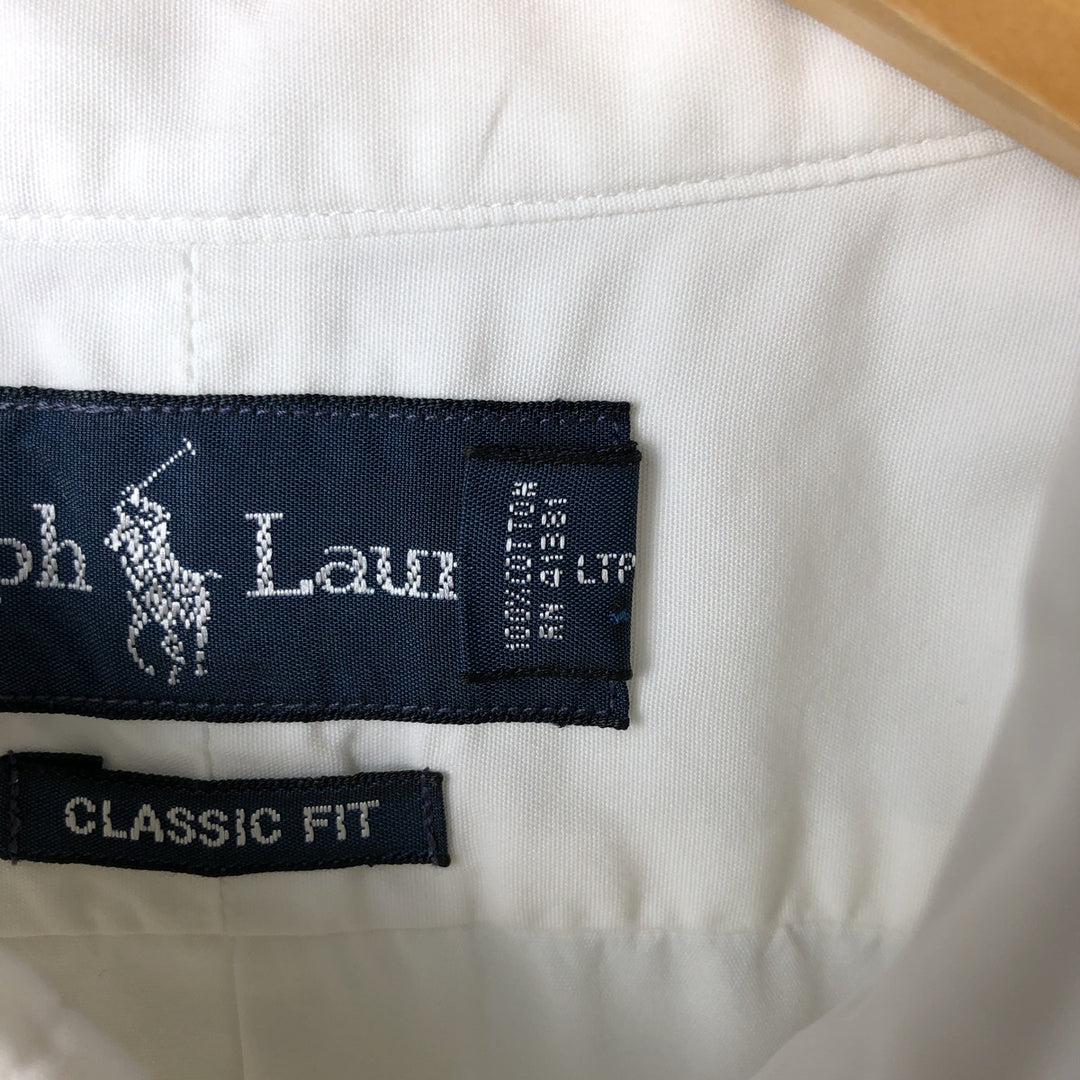 ph Laur
100% COTTON
RN 41381
LTP
CLASSIC FIT